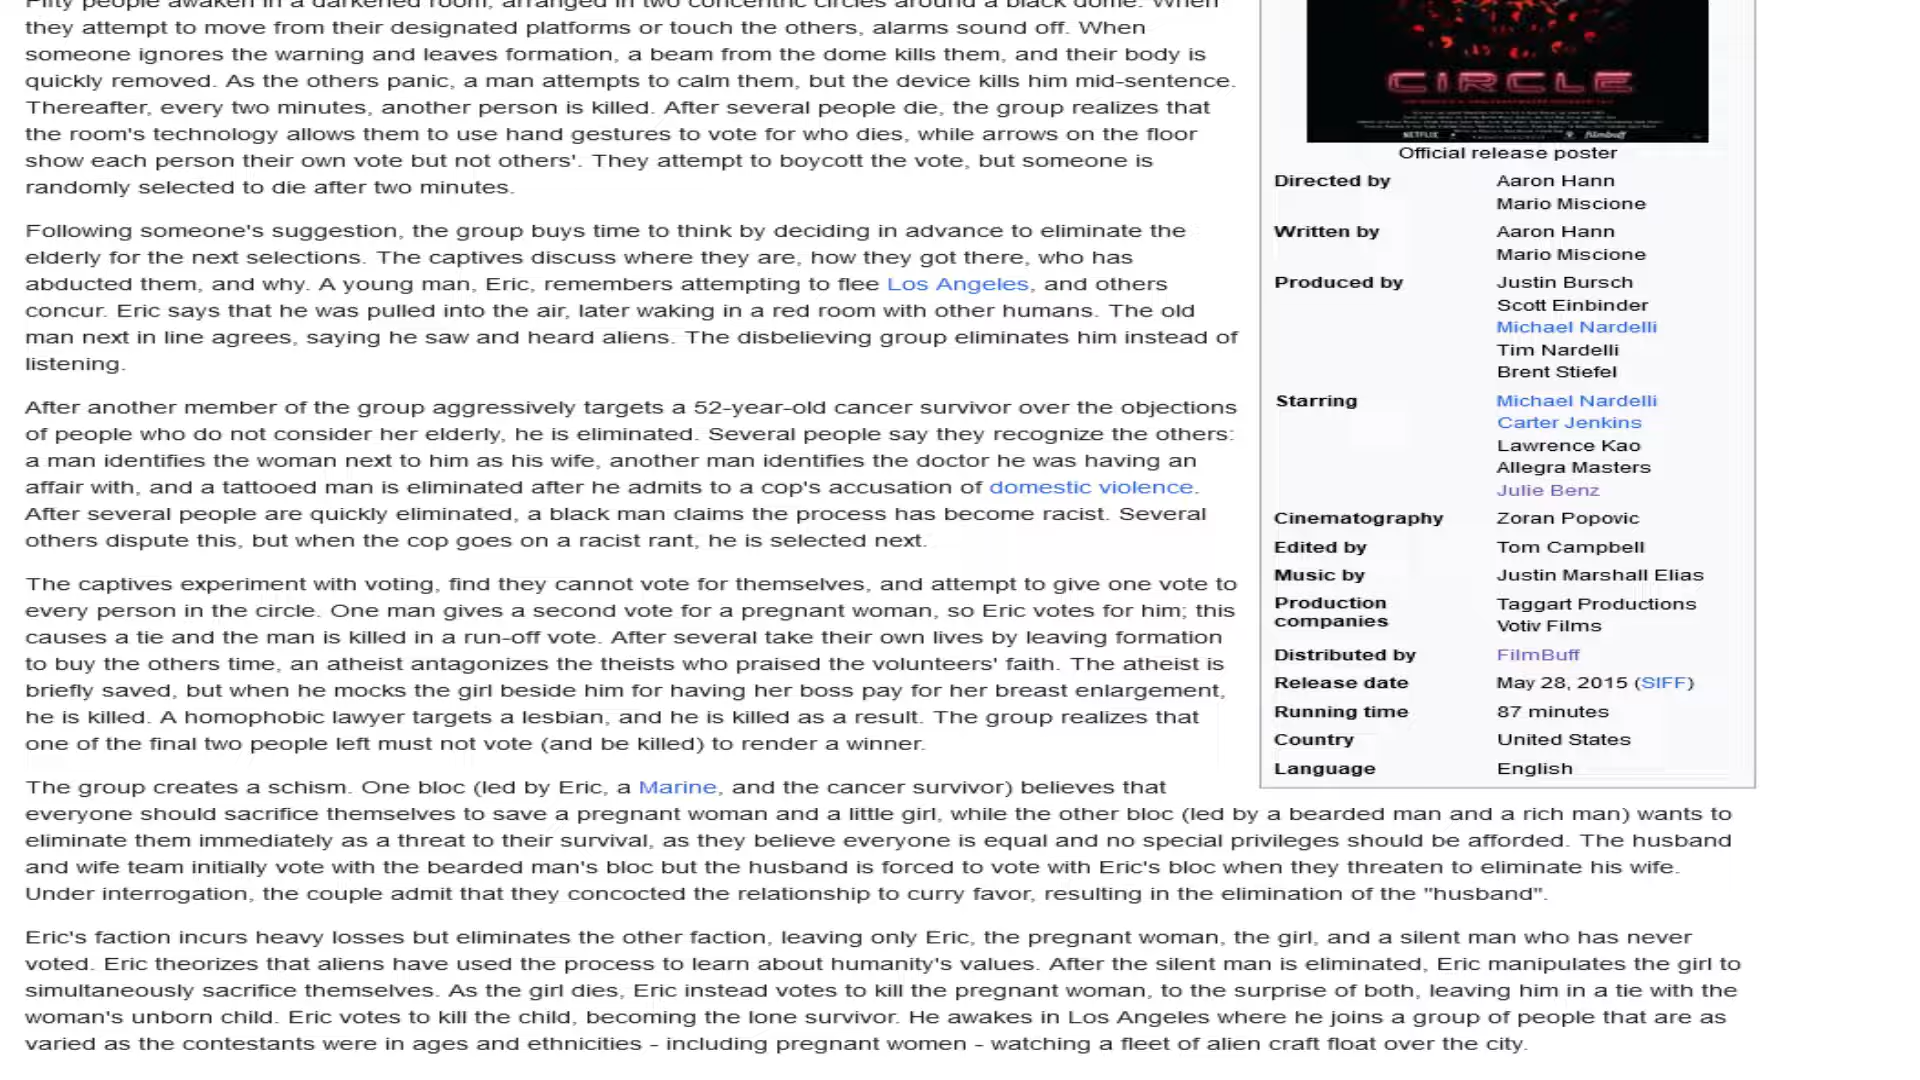 Fifty people awaken in a darkened room, arranged in two concentric circles around a black dome. When
they attempt to move from their designated platforms or touch the others, alarms sound off. When
someone ignores the warning and leaves formation, a beam from the dome kills them, and their body is
quickly removed. As the others panic, a man attempts to calm them, but the device kills him mid-sentence.
Thereafter, every two minutes, another person is killed. After several people die, the group realizes that
the room's technology allows them to use hand gestures to vote for who dies, while arrows on the floor
show each person their own vote but not others'. They attempt to boycott the vote, but someone is
randomly selected to die after two minutes.
Following someone's suggestion, the group buys time to think by deciding in advance to eliminate the
elderly for the next selections. The captives discuss where they are, how they got there, who has
abducted them, and why. A young man, Eric, remembers attempting to flee Los Angeles, and others
concur. Eric says that he was pulled into the air, later waking in a red room with other humans. The old
man next in line agrees, saying he saw and heard aliens. The disbelieving group eliminates him instead of
listening.
After another member of the group aggressively targets a 52-year-old cancer survivor over the objections
of people who do not consider her elderly, he is eliminated. Several people say they recognize the others:
a man identifies the woman next to him as his wife, another man identifies the doctor he was having an
affair with, and a tattooed man is eliminated after he admits to a cop's accusation of domestic violence.
After several people are quickly eliminated, a black man claims the process has become racist. Several
others dispute this, but when the cop goes on a racist rant, he is selected next.
The captives experiment with voting, find they cannot vote for themselves, and attempt to give one vote to
every person in the circle. One man gives a second vote for a pregnant woman, so Eric votes for him; this
causes a tie and the man is killed in a run-off vote. After several take their own lives by leaving formation
to buy the others time, an atheist antagonizes the theists who praised the volunteers' faith. The atheist is
briefly saved, but when he mocks the girl beside him for having her boss pay for her breast enlargement,
he is killed. A homophobic lawyer targets a lesbian, and he is killed as a result. The group realizes that
one of the final two people left must not vote (and be killed) to render a winner.
The group creates a schism. One bloc (led by Eric, a Marine, and the cancer survivor) believes that
everyone should sacrifice themselves to save a pregnant woman and a little girl, while the other bloc (led by a bearded man and a rich man) wants to
eliminate them immediately as a threat to their survival, as they believe everyone is equal and no special privileges should be afforded. The husband
and wife team initially vote with the bearded man's bloc but the husband is forced to vote with Eric's bloc when they threaten to eliminate his wife.
Under interrogation, the couple admit that they concocted the relationship to curry favor, resulting in the elimination of the "husband".
Eric's faction incurs heavy losses but eliminates the other faction, leaving only Eric, the pregnant woman, the girl, and a silent man who has never
voted. Eric theorizes that aliens have used the process to learn about humanity's values. After the silent man is eliminated, Eric manipulates the girl to
simultaneously sacrifice themselves. As the girl dies, Eric instead votes to kill the pregnant woman, to the surprise of both, leaving him in a tie with the
woman's unborn child. Eric votes to kill the child, becoming the lone survivor. He awakes in Los Angeles where he joins a group of people that are as
varied as the contestants were in ages and ethnicities - including pregnant women - watching a fleet of alien craft float over the city.
CIRCLE
NETFLIX filmbuff
Official release poster
Directed by Aaron Hann
Mario Miscione
Written by Aaron Hann
Mario Miscione
Produced by Justin Bursch
Scott Einbinder
Michael Nardelli
Tim Nardelli
Brent Stiefel
Starring Michael Nardelli
Carter Jenkins
Lawrence Kao
Allegra Masters
Julie Benz
Cinematography Zoran Popovic
Edited by Tom Campbell
Music by Justin Marshall Elias
Production Taggart Productions
companies Votiv Films
Distributed by FilmBuff
Release date May 28, 2015 (SIFF)
Running time 87 minutes
Country United States
Language English